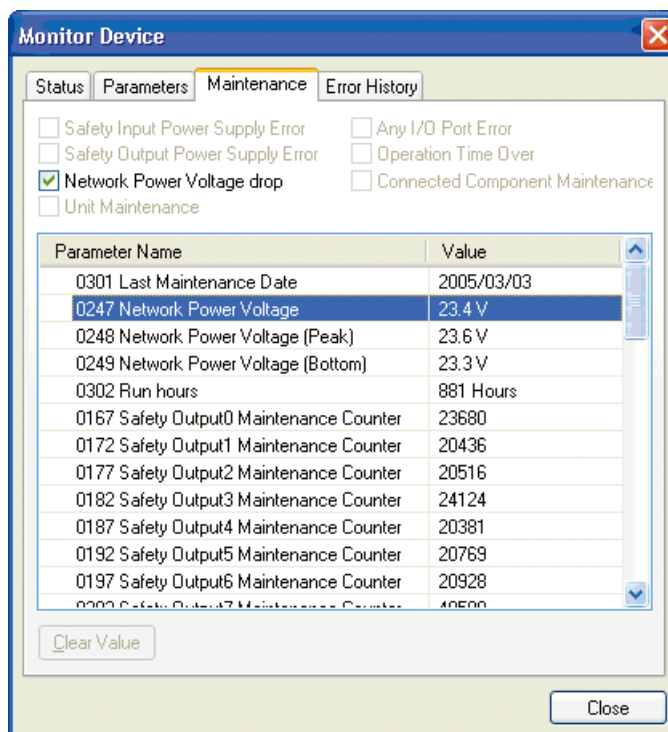 Monitor Device
Status Parameters Maintenance Error History
Safety Input Power Supply Error Any I/O Port Error
Safety Output Power Supply Error Operation Time Over
Network Power Voltage drop Connected Component Maintenance
Unit Maintenance
Parameter Name Value
0301 Last Maintenance Date 2005/03/03
0247 Network Power Voltage 23.4 V
0248 Network Power Voltage (Peak) 23.6 V
0249 Network Power Voltage (Bottom) 23.3 V
0302 Run hours 881 Hours
0167 Safety Output0 Maintenance Counter 23680
0172 Safety Output1 Maintenance Counter 20436
0177 Safety Output2 Maintenance Counter 20516
0182 Safety Output3 Maintenance Counter 24124
0187 Safety Output4 Maintenance Counter 20381
0192 Safety Output5 Maintenance Counter 20769
0197 Safety Output6 Maintenance Counter 20928
Safety Output7 Maintenance Counter
Clear Value
Close